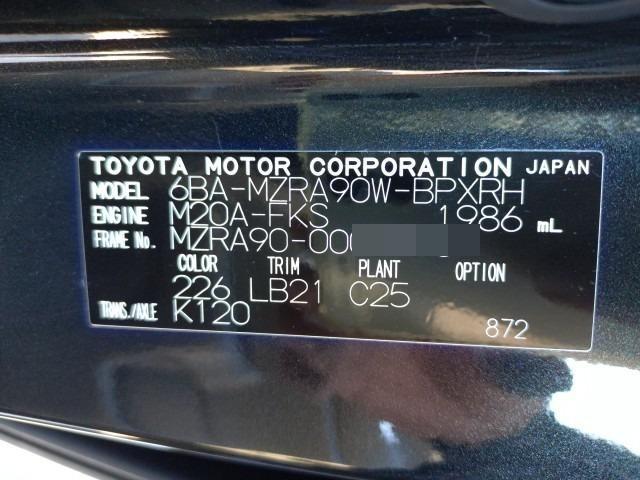 TOYOTA MOTOR CORPORATION JAPAN
MODEL 6BA-MZRA90W-BPXRH
ENGINE M20A-FKS 1986 mL
FRAME No. MZRA90-00
COLOR TRIM PLANT OPTION
226 LB21 C25
TRANS./AXLE K120
872